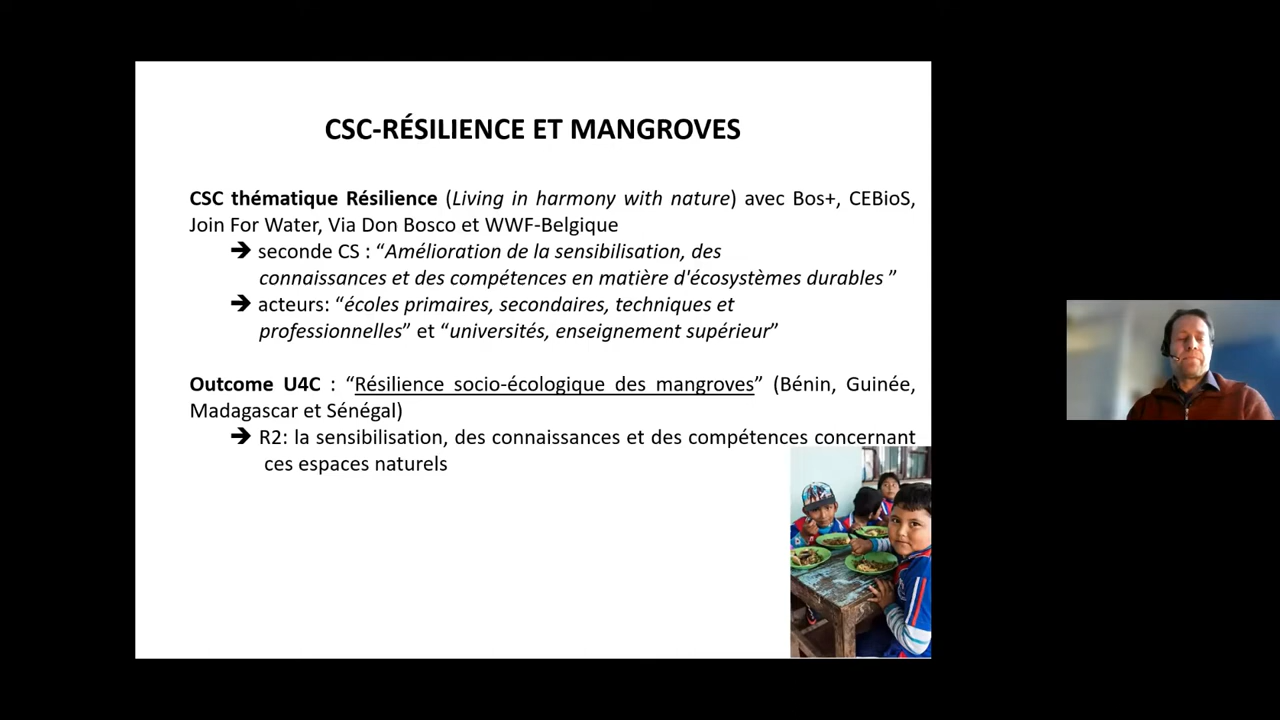 CSC-RÉSILIENCE ET MANGROVES
CSC thématique Résilience (Living in harmony with nature) avec Bos+, CEBioS,
Join For Water, Via Don Bosco et WWF-Belgique
➔ seconde CS : “Amélioration de la sensibilisation, des
connaissances et des compétences en matière d'écosystèmes durables ”
➔ acteurs: “écoles primaires, secondaires, techniques et
professionnelles” et “universités, enseignement supérieur”
Outcome U4C : “Résilience socio-écologique des mangroves” (Bénin, Guinée,
Madagascar et Sénégal)
➔ R2: la sensibilisation, des connaissances et des compétences concernant
ces espaces naturels